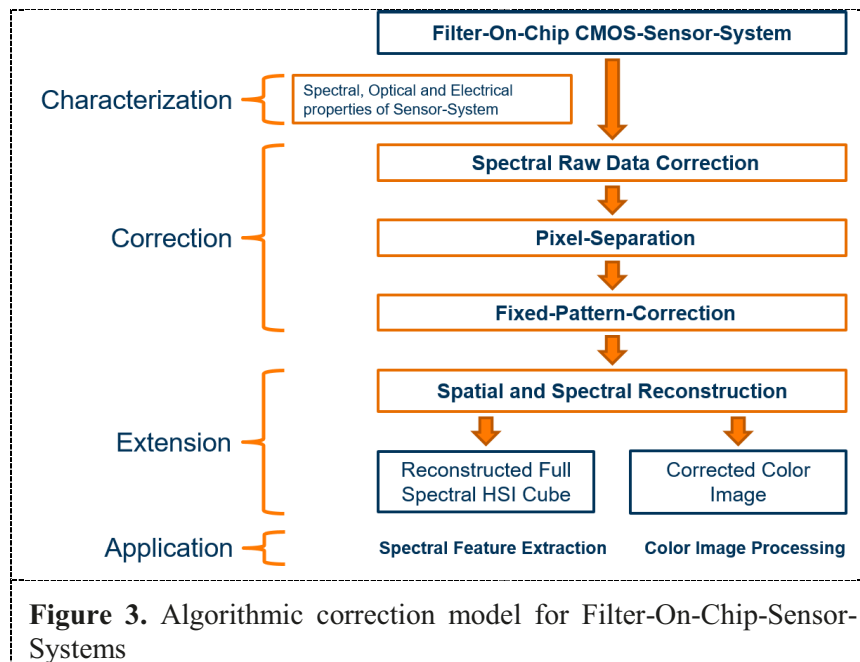 Filter-On-Chip CMOS-Sensor-System
Characterization
Spectral, Optical and Electrical
properties of Sensor-System
Spectral Raw Data Correction
Correction
Pixel-Separation
Fixed-Pattern-Correction
Spatial and Spectral Reconstruction
Extension
Reconstructed Full
Spectral HSI Cube
Corrected Color
Image
Application
Spectral Feature Extraction
Color Image Processing
Figure 3. Algorithmic correction model for Filter-On-Chip-Sensor-
Systems